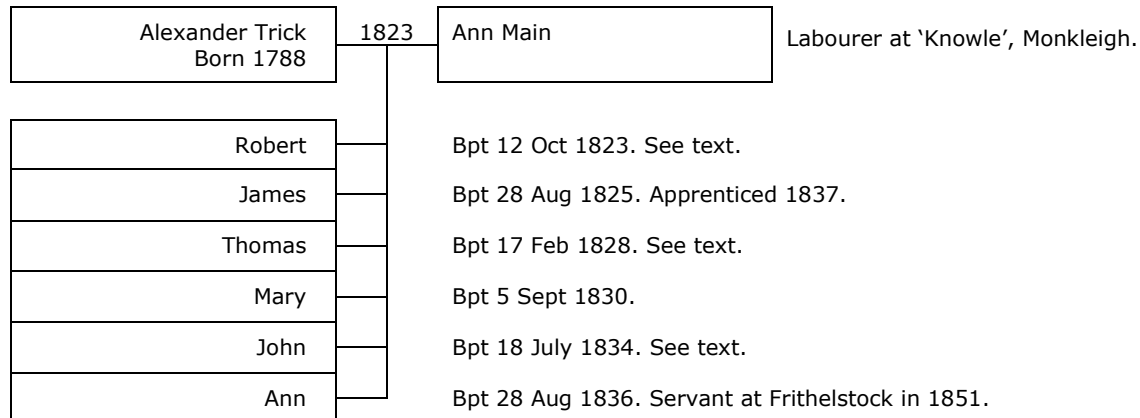 Alexander Trick 1823 Ann Main Labourer at ‘Knowle’, Monkleigh.
Born 1788
Robert Bpt 12 Oct 1823. See text.
James Bpt 28 Aug 1825. Apprenticed 1837.
Thomas Bpt 17 Feb 1828. See text.
Mary Bpt 5 Sept 1830.
John Bpt 18 July 1834. See text.
Ann Bpt 28 Aug 1836. Servant at Frithelstock in 1851.